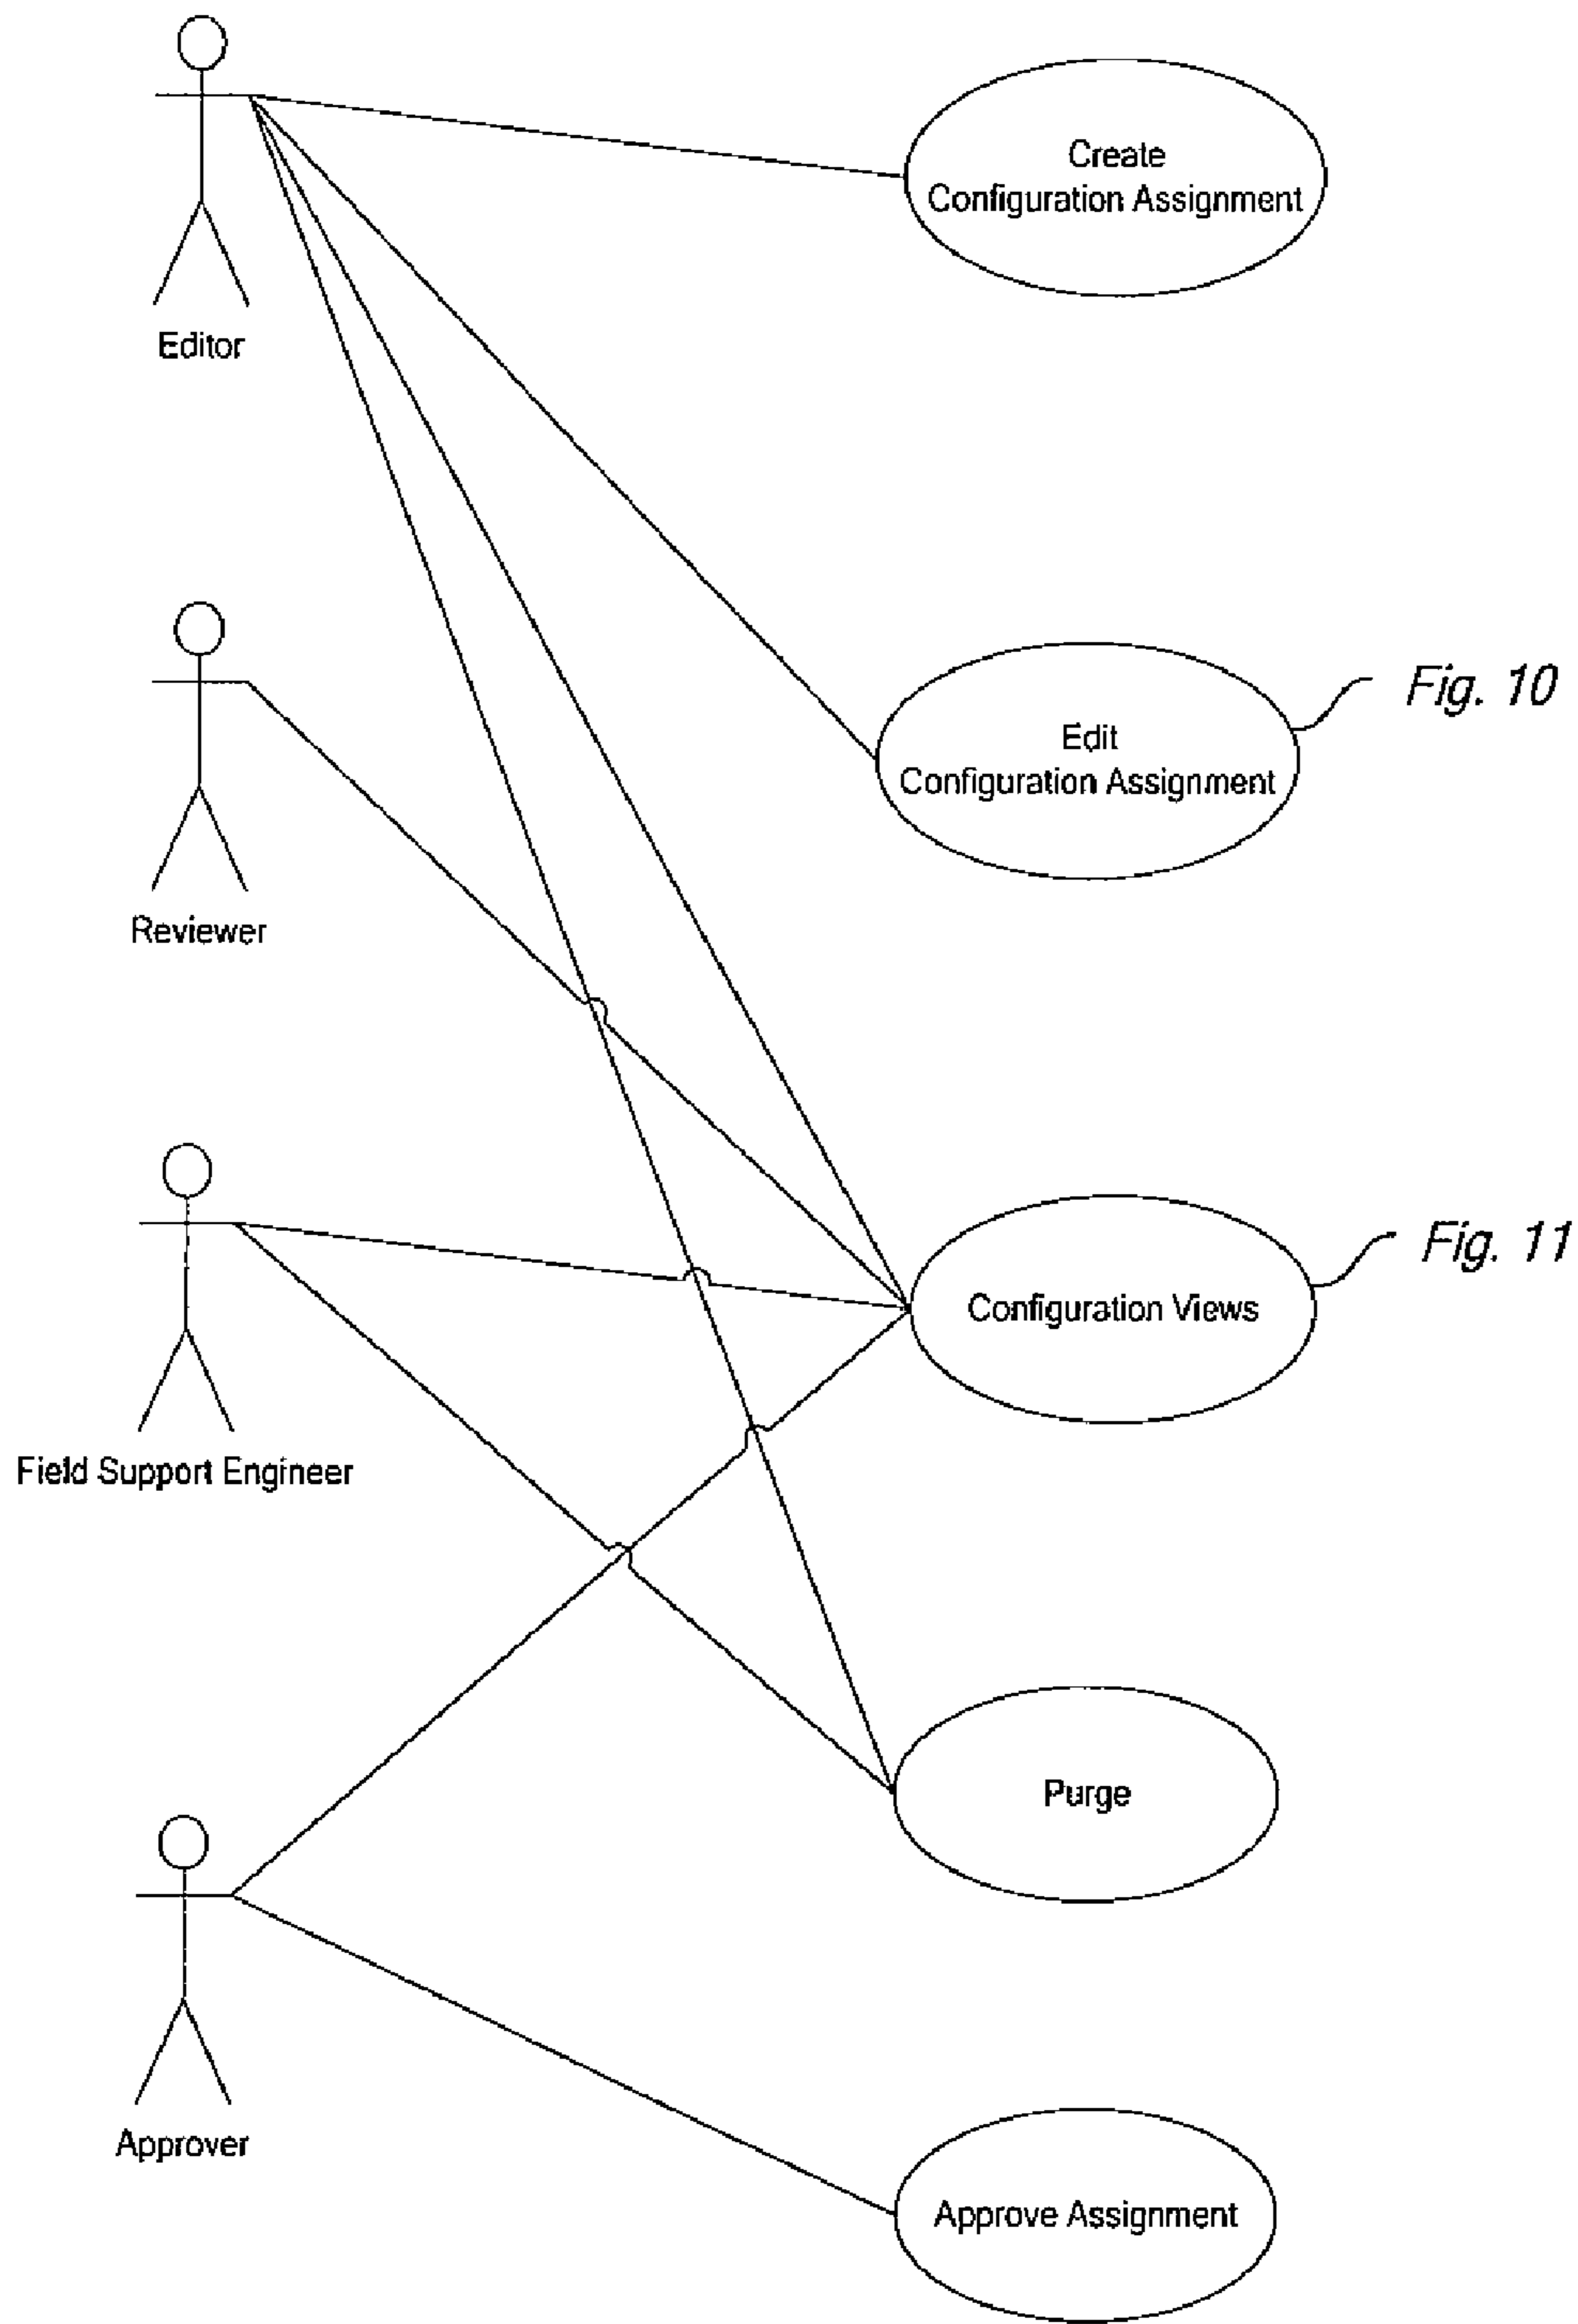 Create
Configuration Assignment
Editor
Fig. 10
Edit
Configuration Assignment
Reviewer
Fig. 11
Configuration Views
Field Support Engineer
Purge
Approver
Approve Assignment